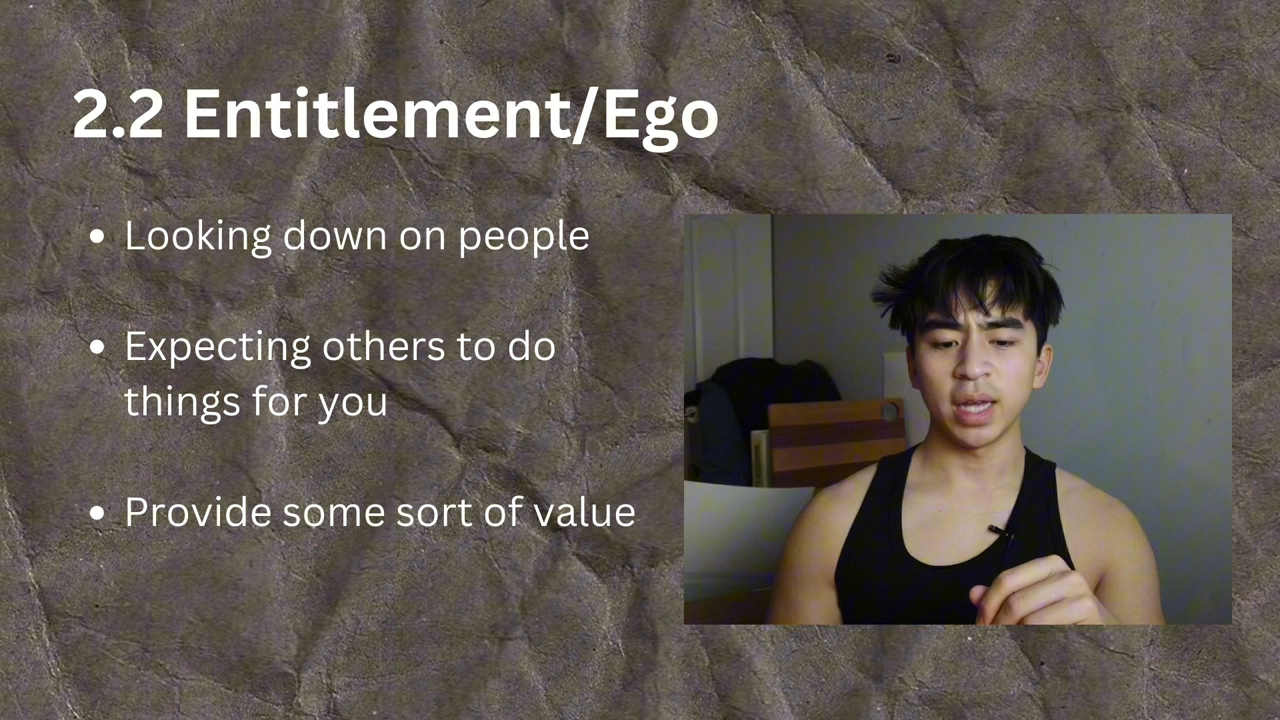 2.2 Entitlement/Ego
• Looking down on people
• Expecting others to do
things for you
• Provide some sort of value